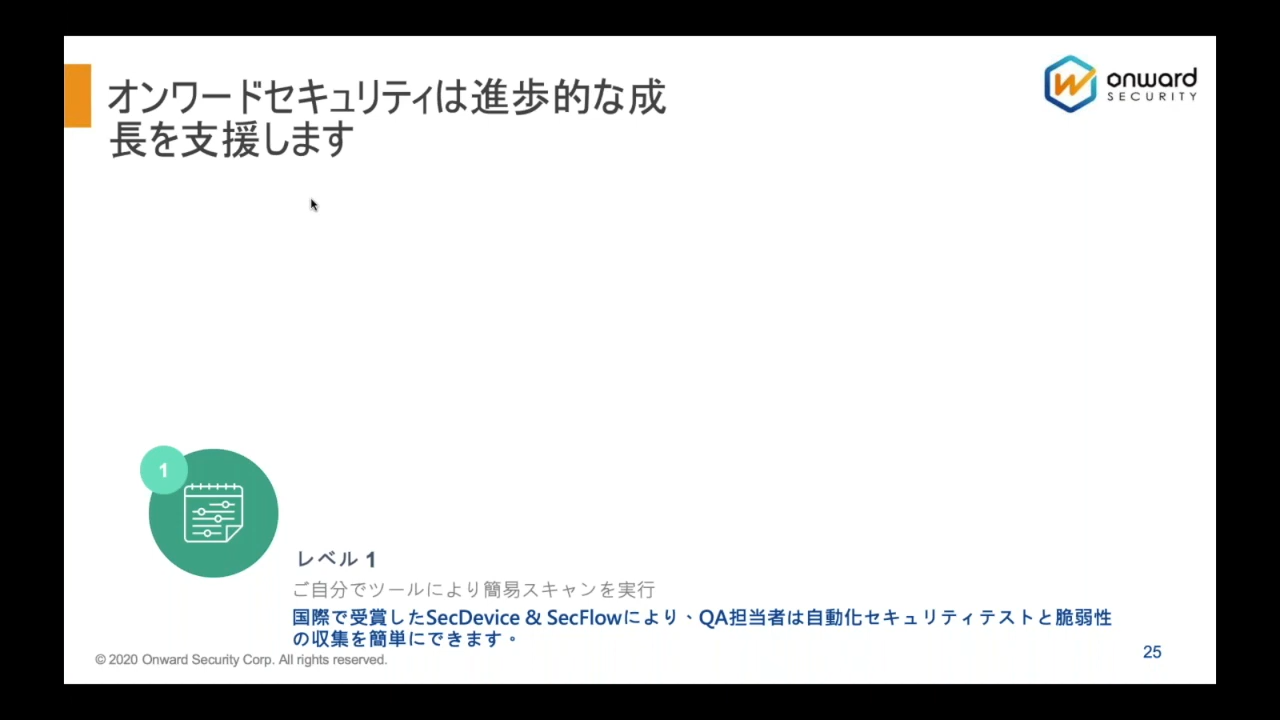 オンワードセキュリティは進歩的な成
長を支援します
onward
SECURITY
1
レベル 1
ご自分でツールにより簡易スキャンを実行
国際で受賞したSecDevice & SecFlowにより、QA担当者は自動化セキュリティテストと脆弱性
の収集を簡単にできます。
© 2020 Onward Security Corp. All rights reserved.
25